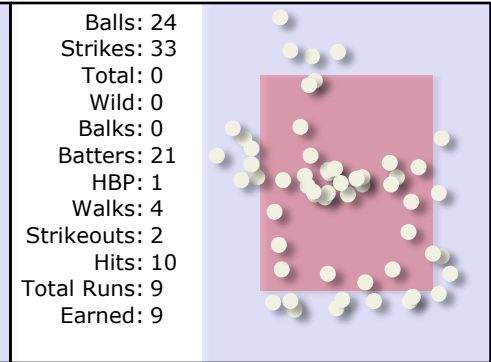 Balls: 24
Strikes: 33
Total: 0
Wild: 0
Balks: 0
Batters: 21
HBP: 1
Walks: 4
Strikeouts: 2
Hits: 10
Total Runs: 9
Earned: 9